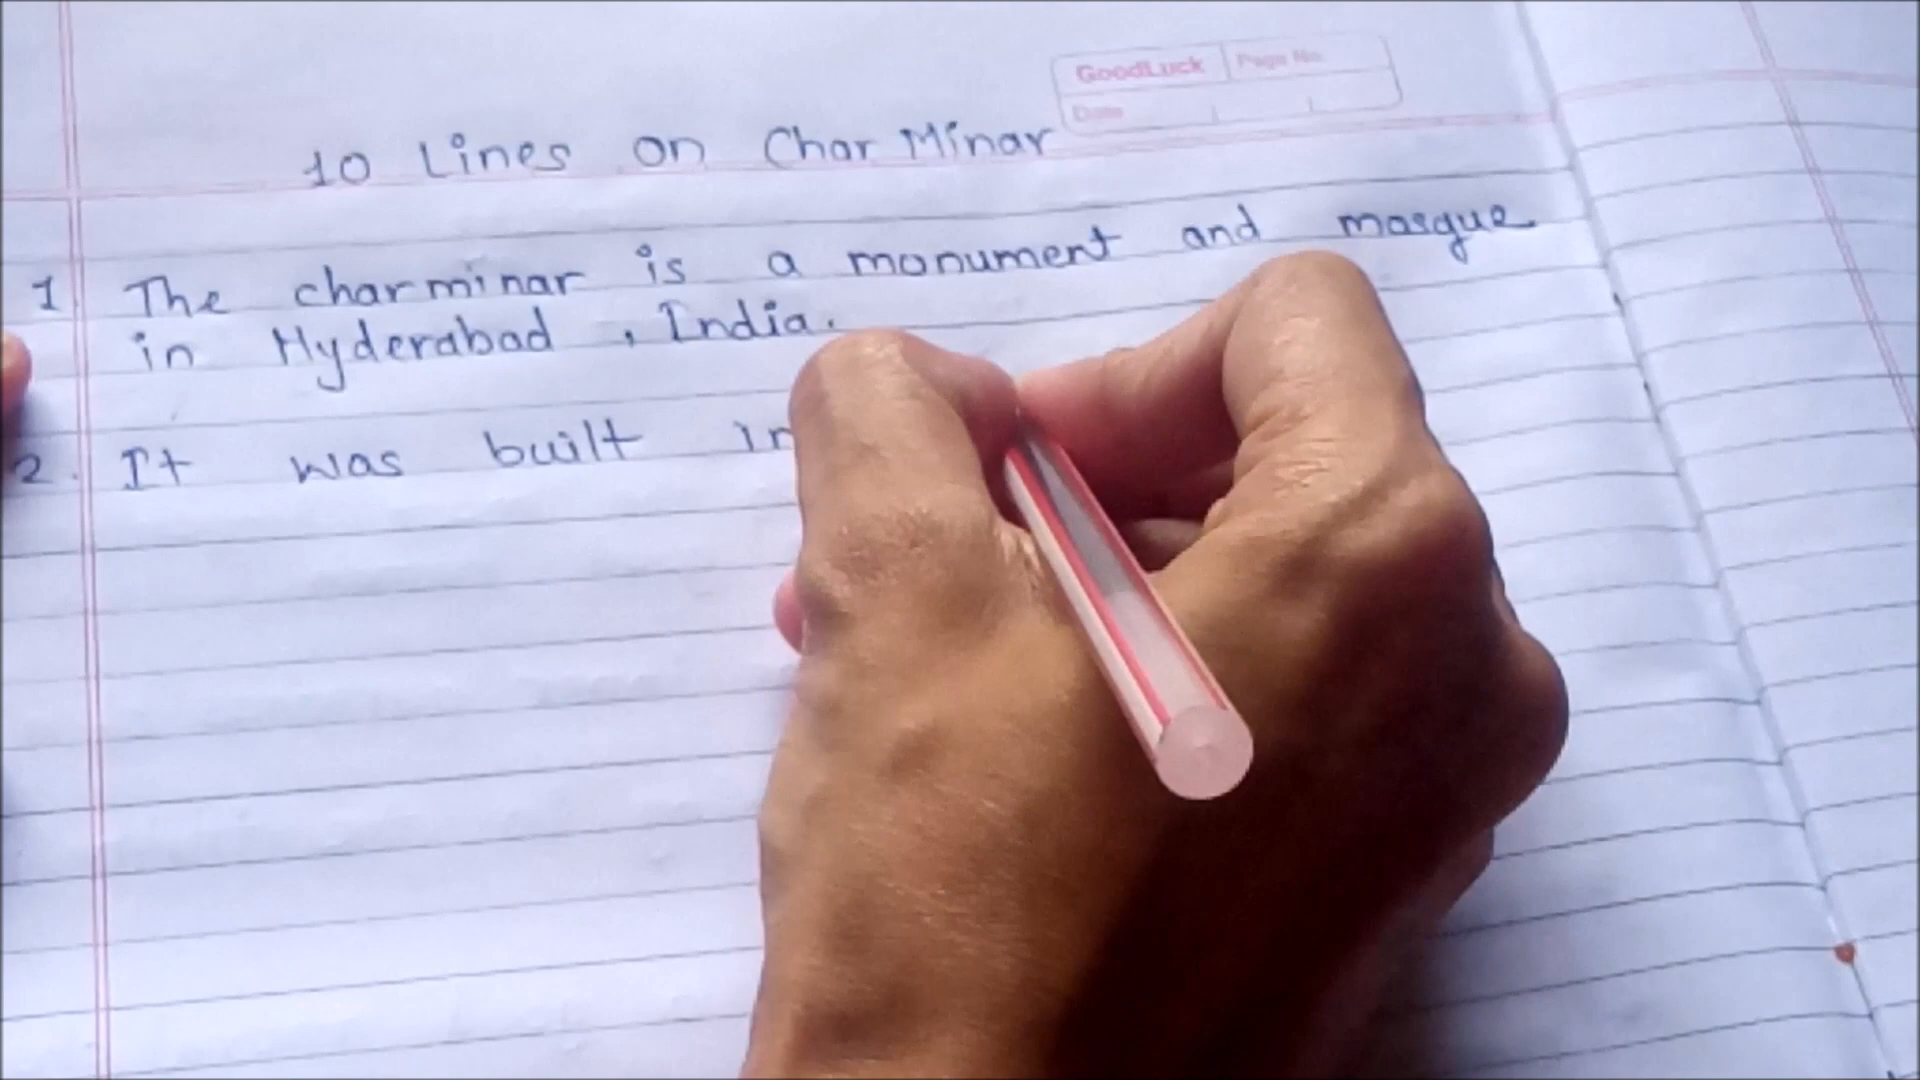 GoodLuck Page No.
Date
10 Lines on Char Minar
1. The charminar is a monument and mosque
in Hyderabad, India.
2. It was built in